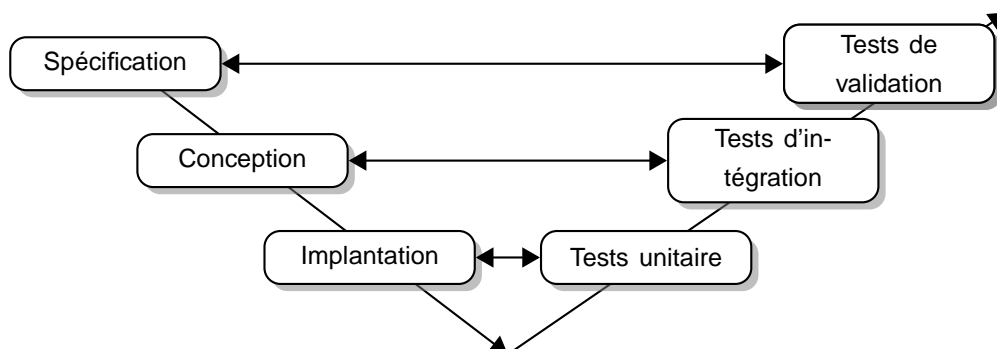 Spécification
Tests de
validation
Conception
Tests d'in-
tégration
Implantation
Tests unitaire